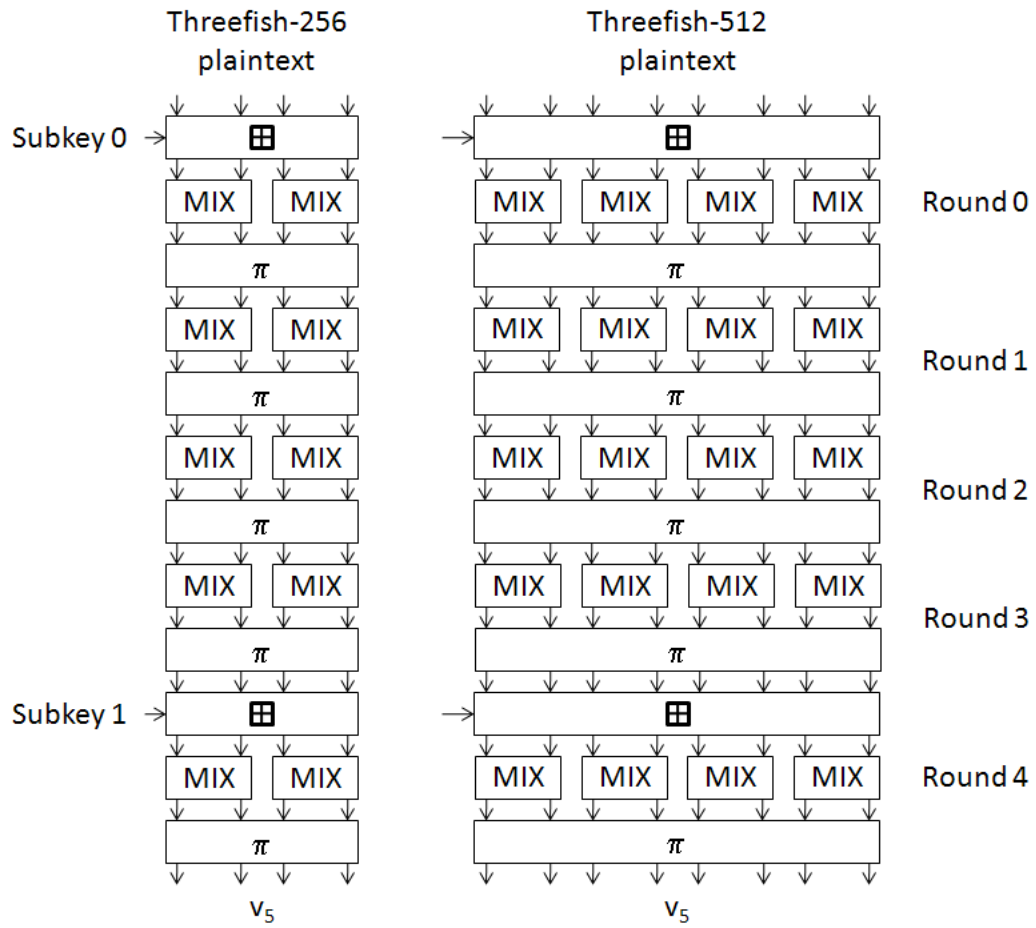 Threefish-256 Threefish-512
plaintext plaintext
Subkey 0 ⊞ ⊞
MIX MIX MIX MIX MIX MIX Round 0
π π
MIX MIX MIX MIX MIX MIX
π π Round 1
MIX MIX MIX MIX MIX MIX
π π Round 2
MIX MIX MIX MIX MIX MIX
π π Round 3
Subkey 1 ⊞ ⊞
MIX MIX MIX MIX MIX MIX Round 4
π π
v₅ v₅